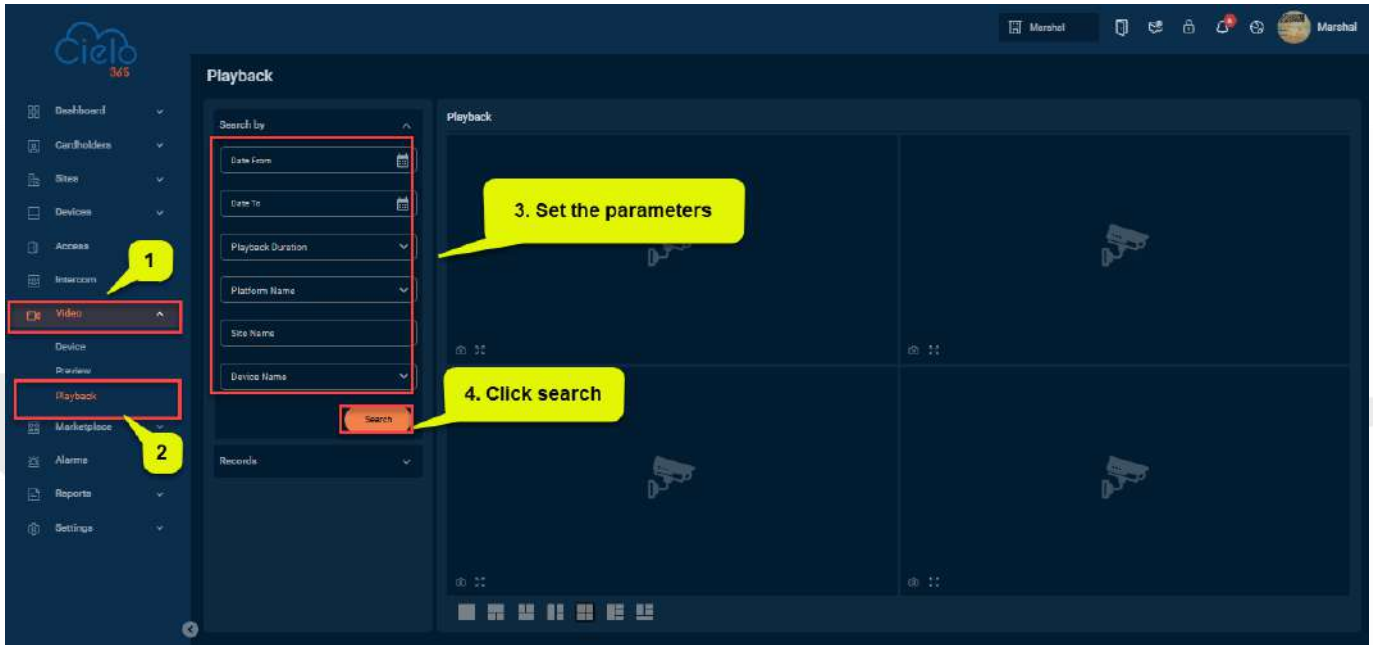 Cielo
365
Marshal
Marshal
Playback
Dashboard
Cardholders
Sites
Devices
Access
Intercom
Video
Device
Preview
Playback
Marketplace
Alarms
Reports
Settings
1
2
Search by
Date From
Date To
Playback Duration
Platform Name
Site Name
Device Name
Search
Records
Playback
3. Set the parameters
4. Click search